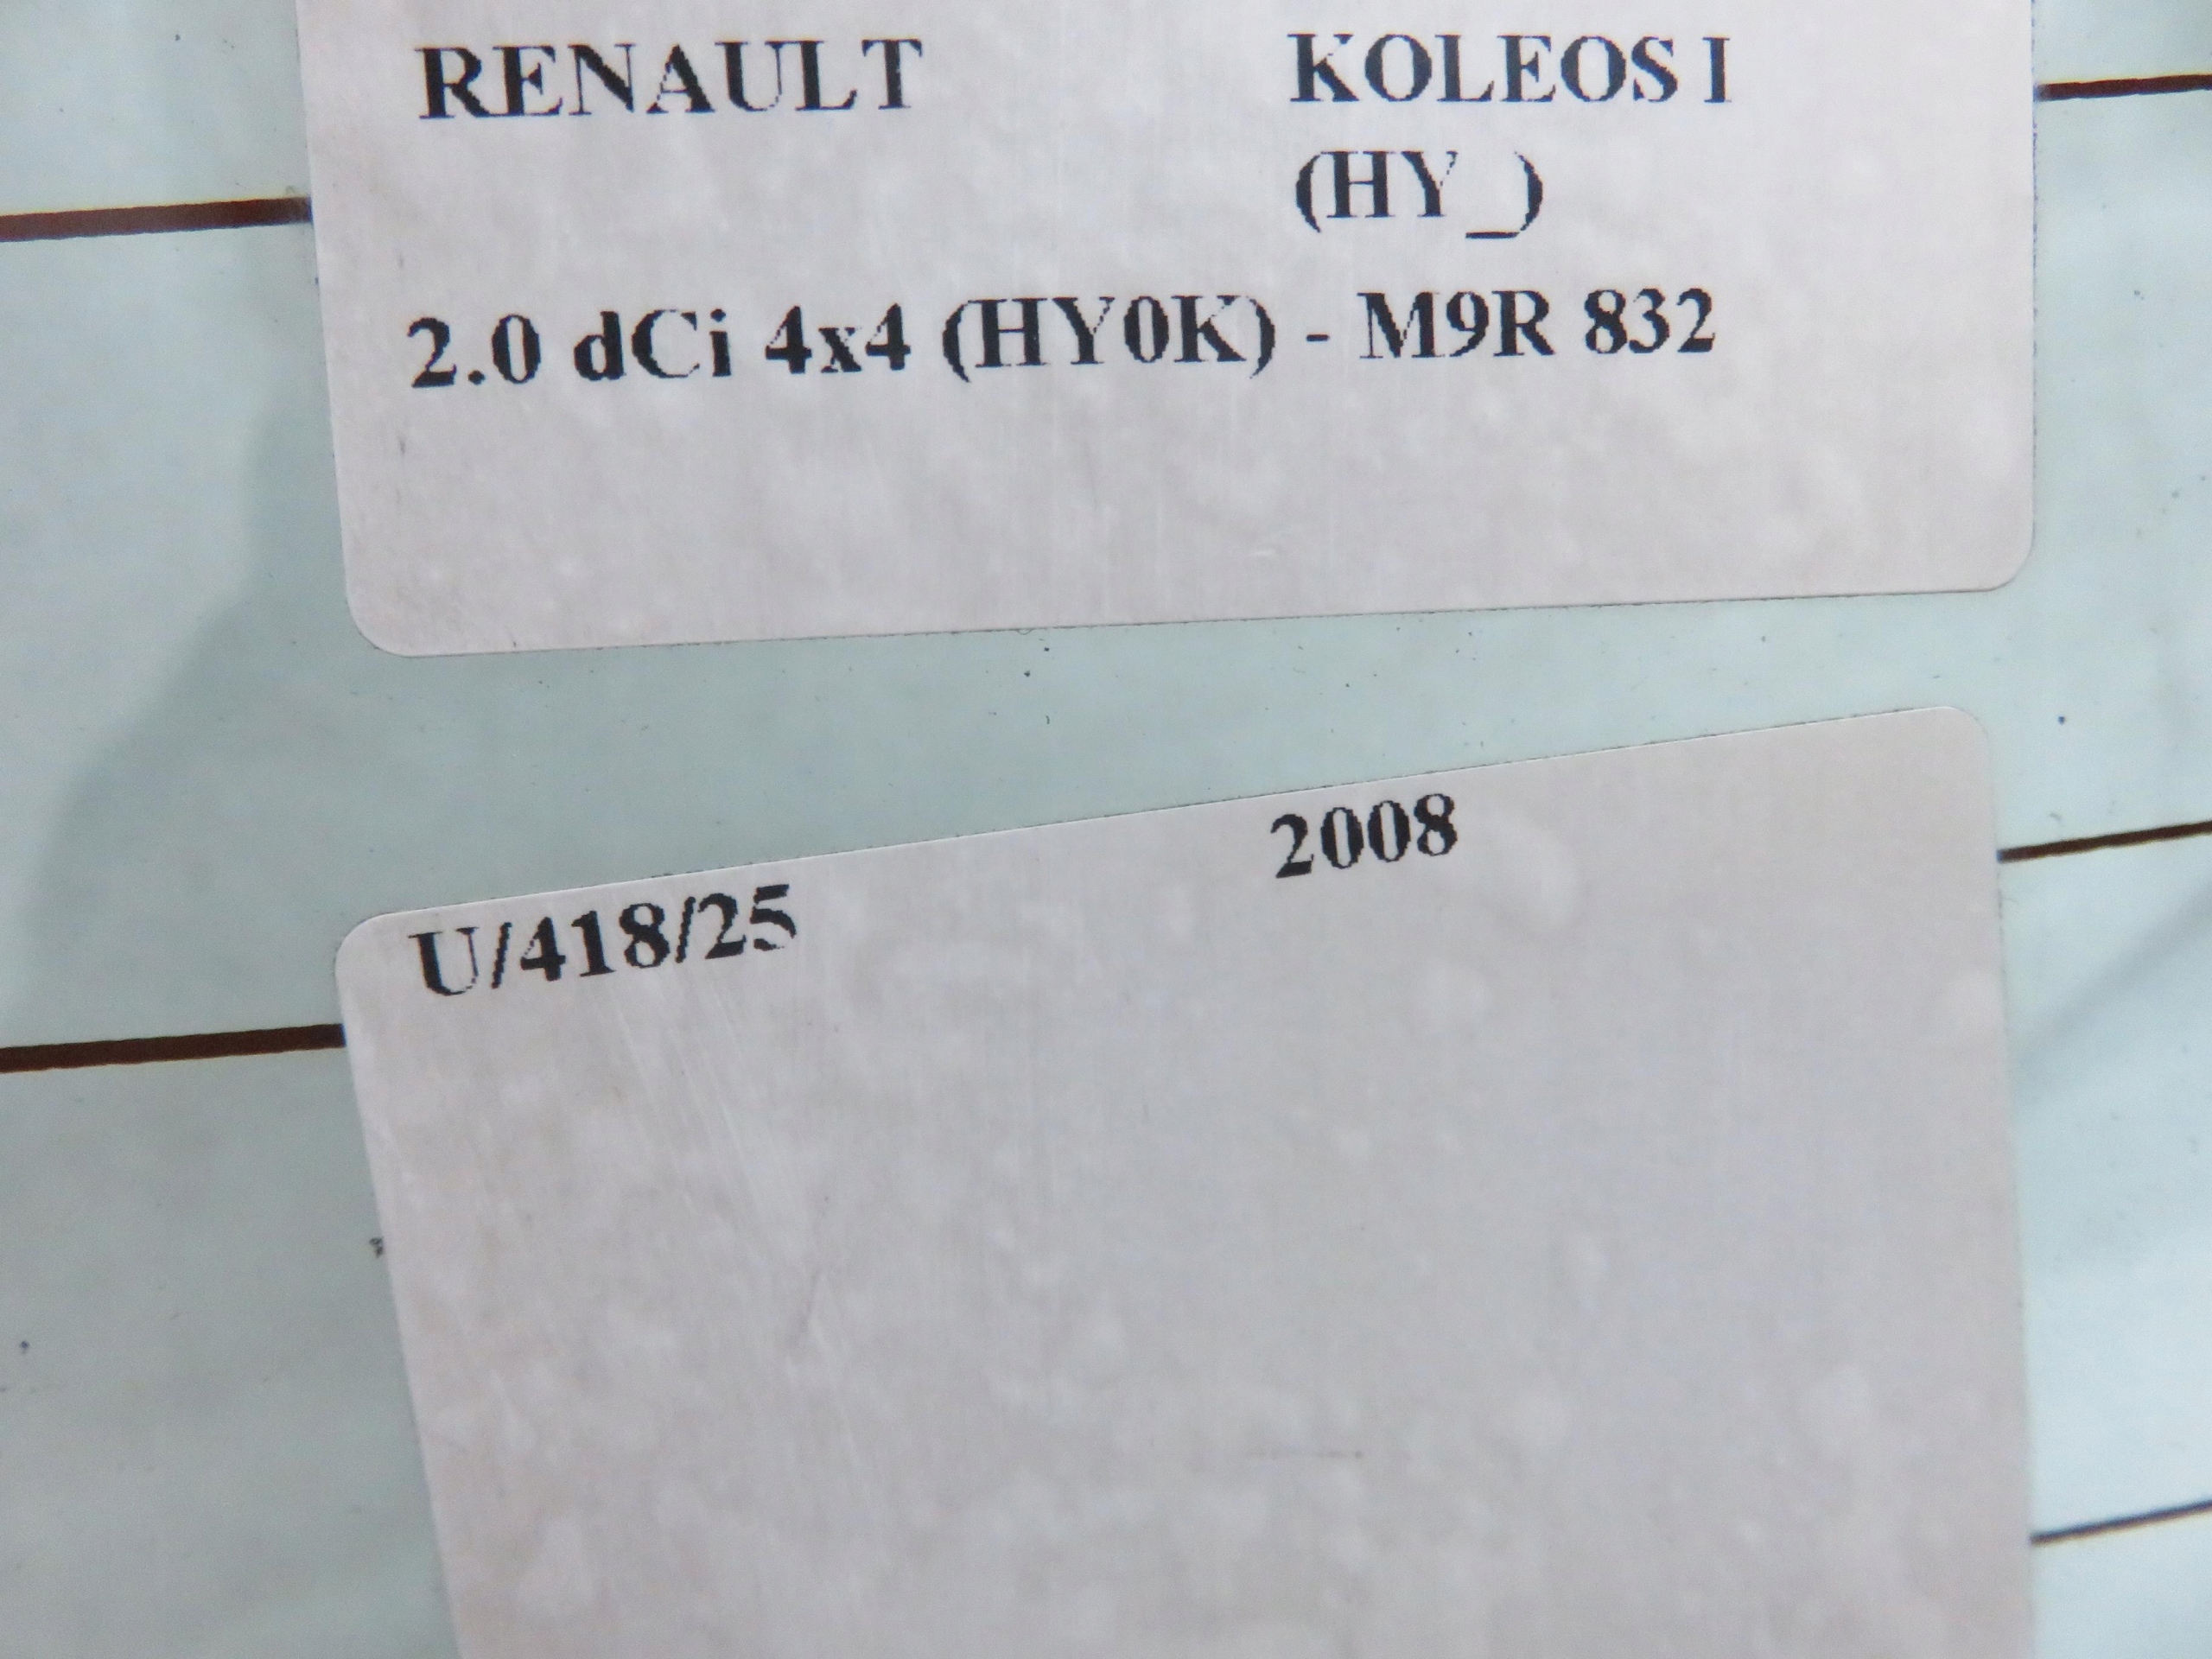 RENAULT KOLEOS I
(HY_)
2.0 dCi 4x4 (HY0K) - M9R 832
U/418/25 2008